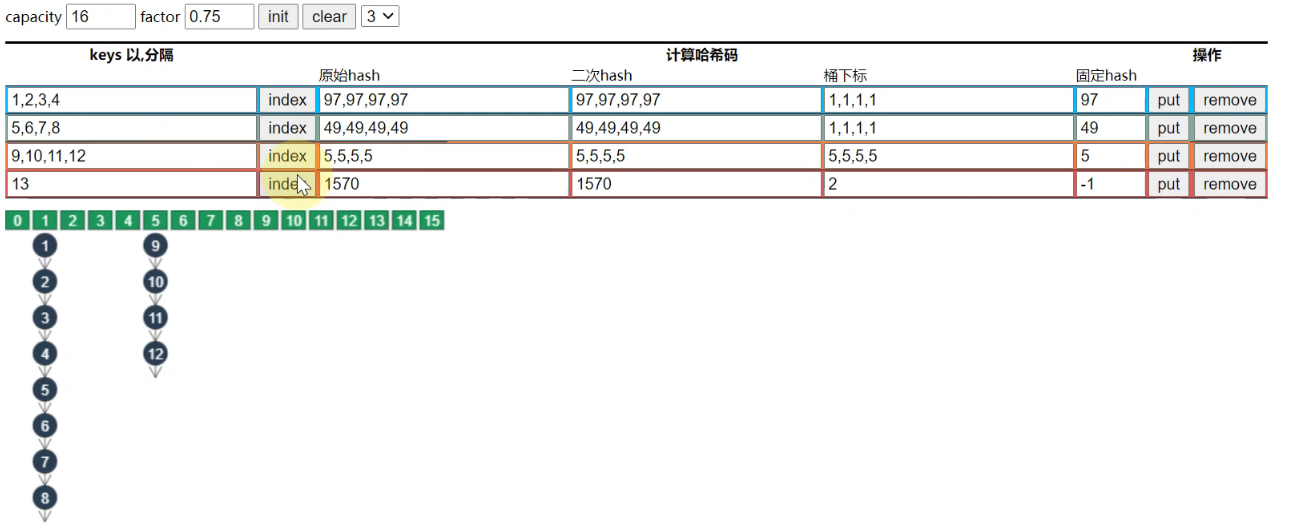 capacity 16 factor 0.75 init clear 3
keys 以,分隔 计算哈希码 操作
原始hash 二次hash 桶下标 固定hash
1,2,3,4 index 97,97,97,97 97,97,97,97 1,1,1,1 97 put remove
5,6,7,8 index 49,49,49,49 49,49,49,49 1,1,1,1 49 put remove
9,10,11,12 index 5,5,5,5 5,5,5,5 5,5,5,5 5 put remove
13 index 1570 1570 2 -1 put remove
0 1 2 3 4 5 6 7 8 9 10 11 12 13 14 15
1 9
2 10
3 11
4 12
5
6
7
8